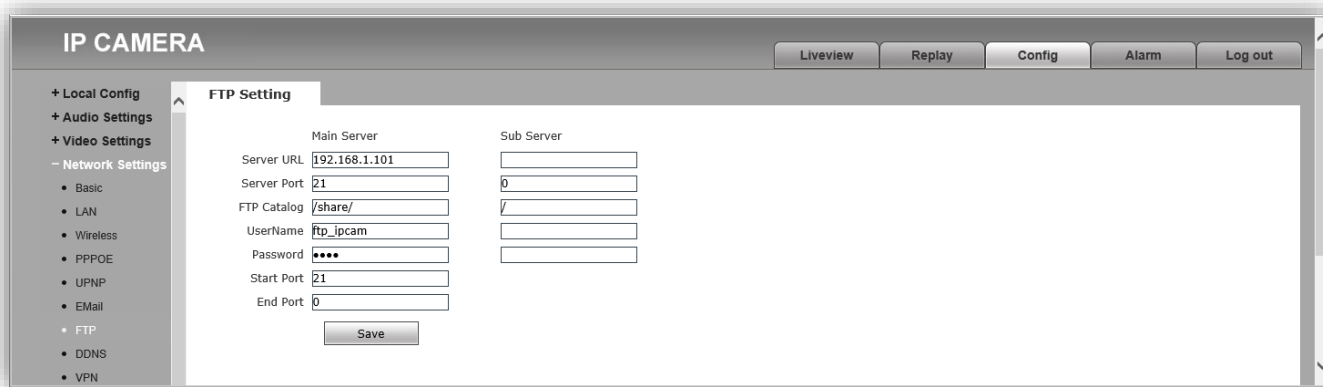 IP CAMERA
Liveview Replay Config Alarm Log out
+ Local Config
+ Audio Settings
+ Video Settings
− Network Settings
• Basic
• LAN
• Wireless
• PPPOE
• UPNP
• EMail
• FTP
• DDNS
• VPN
FTP Setting
Main Server Sub Server
Server URL 192.168.1.101
Server Port 21 0
FTP Catalog /share/ /
UserName ftp_ipcam
Password ●●●●
Start Port 21
End Port 0
Save